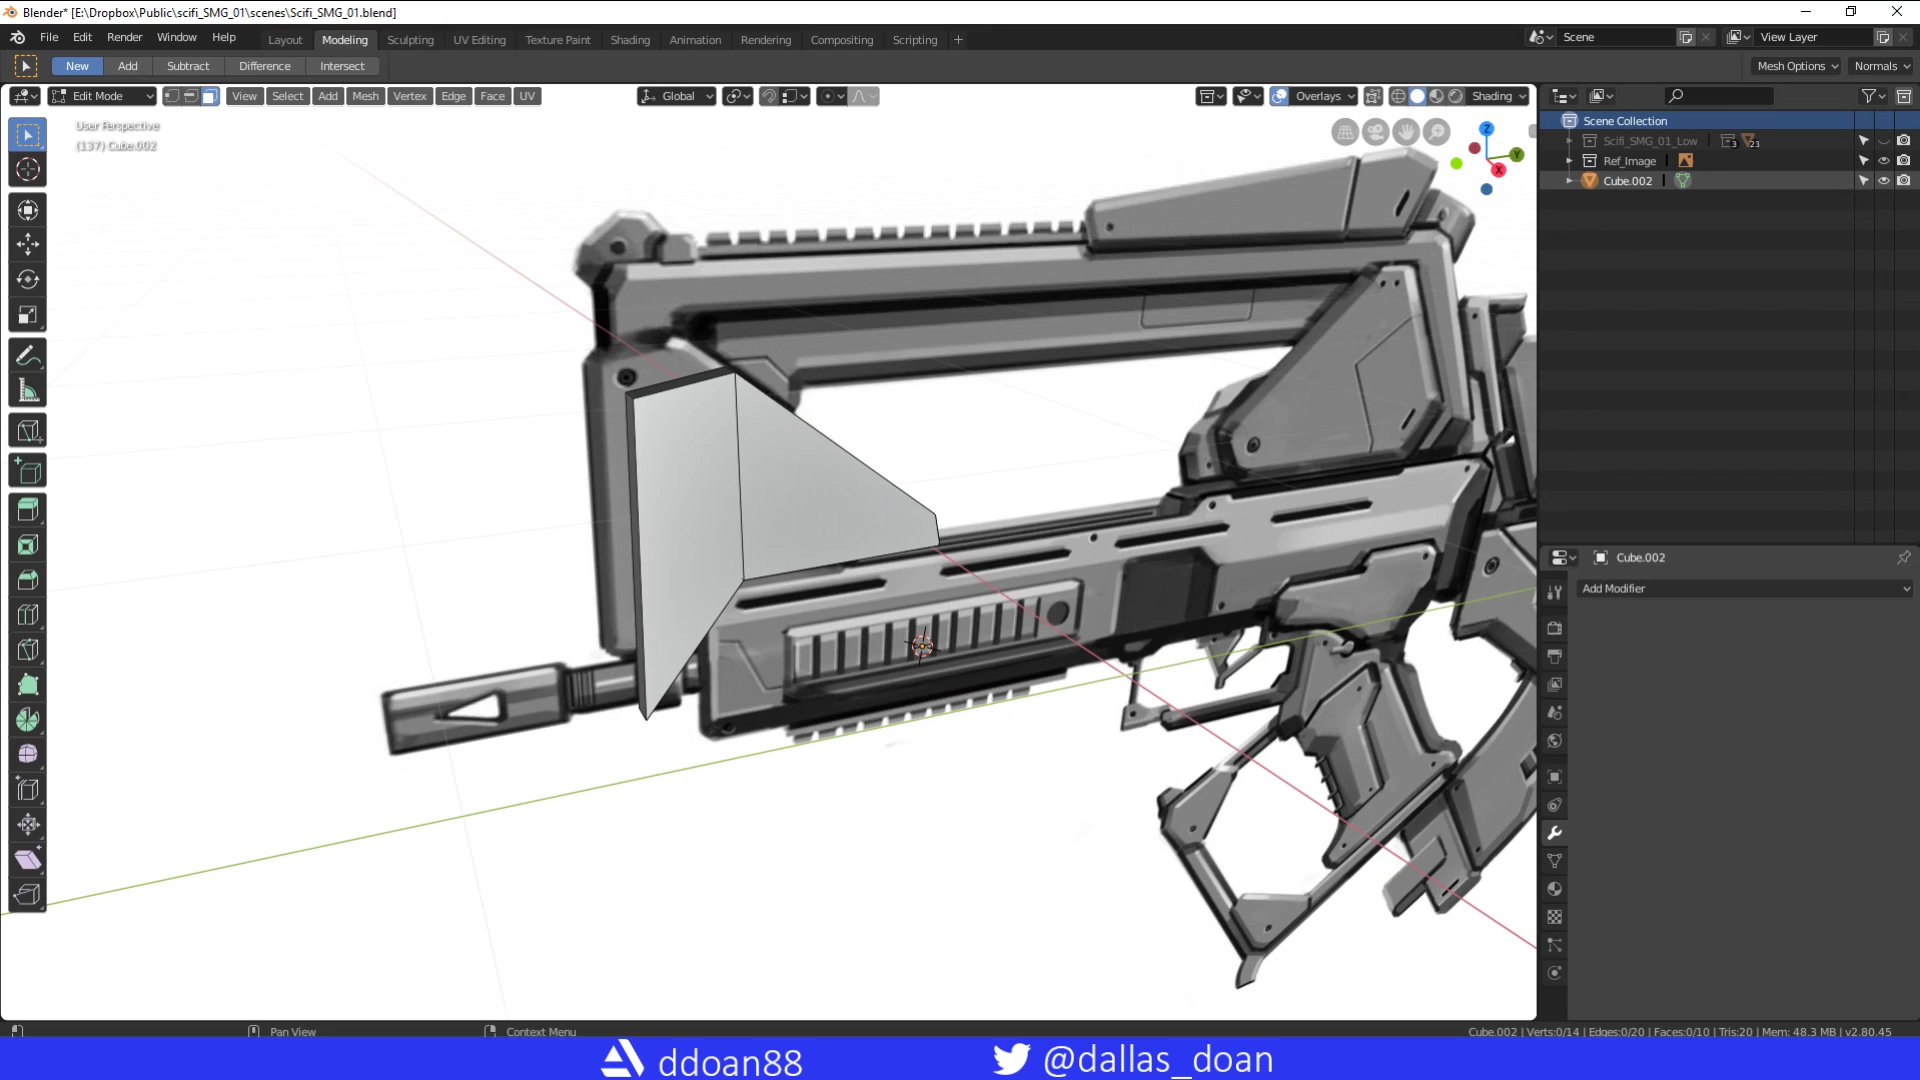 Blender* [E:\Dropbox\Public\scifi_SMG_01\scenes\Scifi_SMG_01.blend]
File Edit Render Window Help Layout Modeling Sculpting UV Editing Texture Paint Shading Animation Rendering Compositing Scripting + Scene View Layer
New Add Subtract Difference Intersect Mesh Options Normals
Edit Mode View Select Add Mesh Vertex Edge Face UV Global Overlays Shading
User Perspective
(137) Cube.002
Z
Y
X
Scene Collection
Scifi_SMG_01_Low 3 23
Ref_Image
Cube.002
Cube.002
Add Modifier
Pan View Context Menu Cube.002 | Verts:0/14 | Edges:0/20 | Faces:0/10 | Tris:20 | Mem: 48.3 MB | v2.80.45
ddoan88 @dallas_doan